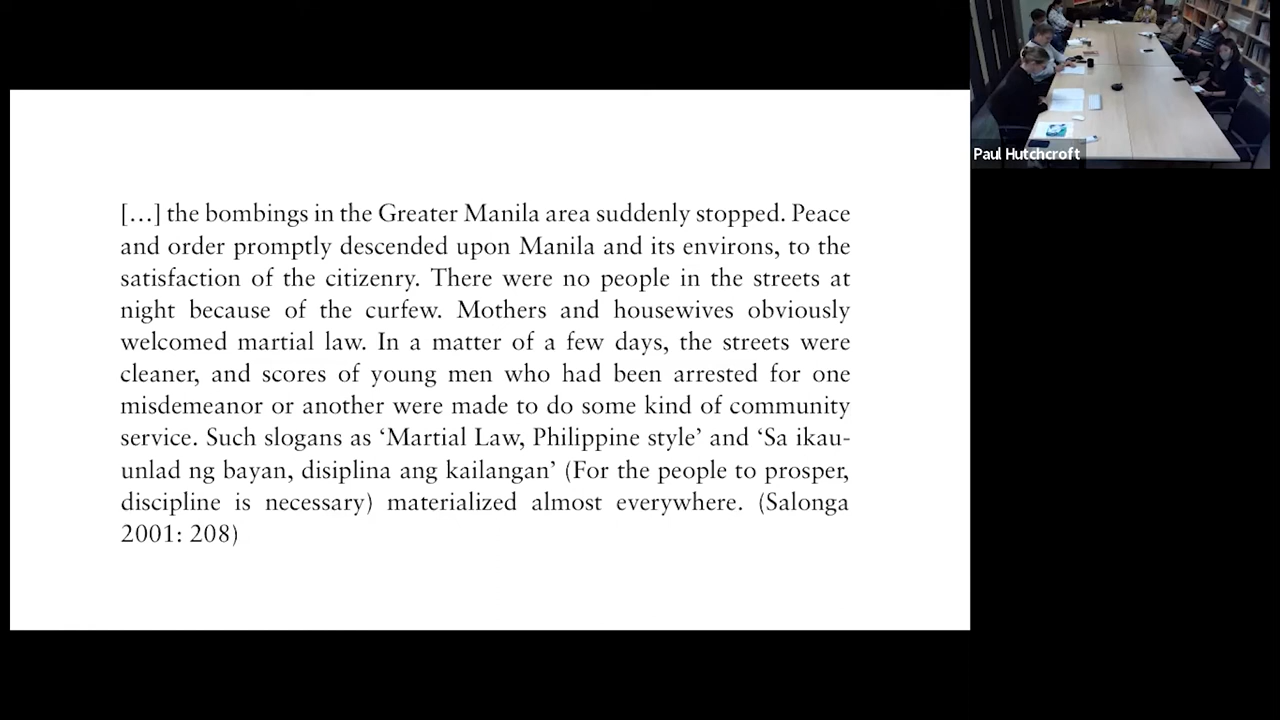 […] the bombings in the Greater Manila area suddenly stopped. Peace
and order promptly descended upon Manila and its environs, to the
satisfaction of the citizenry. There were no people in the streets at
night because of the curfew. Mothers and housewives obviously
welcomed martial law. In a matter of a few days, the streets were
cleaner, and scores of young men who had been arrested for one
misdemeanor or another were made to do some kind of community
service. Such slogans as ‘Martial Law, Philippine style’ and ‘Sa ikau-
unlad ng bayan, disiplina ang kailangan’ (For the people to prosper,
discipline is necessary) materialized almost everywhere. (Salonga
2001: 208)
Paul Hutchcroft